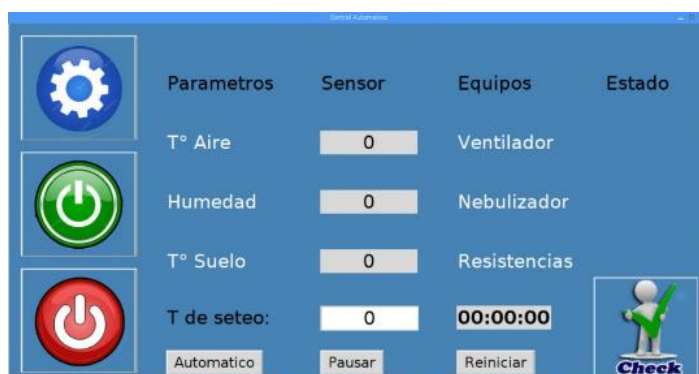 Control Automatico
Parametros Sensor Equipos Estado
T° Aire 0 Ventilador
Humedad 0 Nebulizador
T° Suelo 0 Resistencias
T de seteo: 0 00:00:00
Automatico Pausar Reiniciar
Check